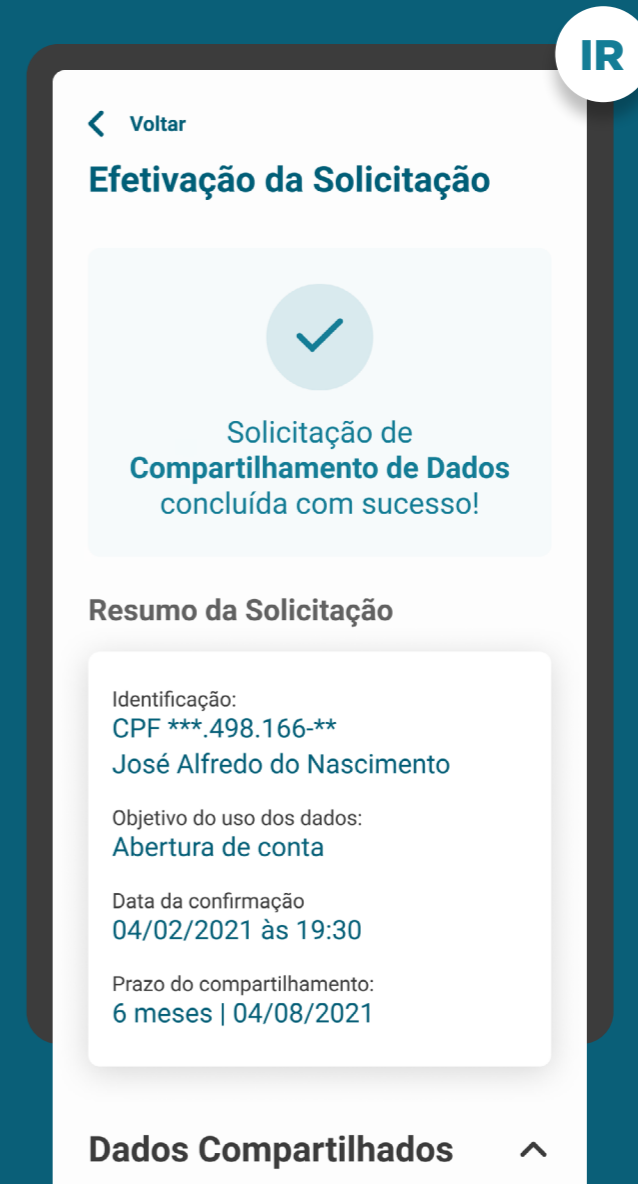 IR
Voltar
Efetivação da Solicitação
Solicitação de
Compartilhamento de Dados
concluída com sucesso!
Resumo da Solicitação
Identificação:
CPF ***.498.166-**
José Alfredo do Nascimento
Objetivo do uso dos dados:
Abertura de conta
Data da confirmação
04/02/2021 às 19:30
Prazo do compartilhamento:
6 meses | 04/08/2021
Dados Compartilhados